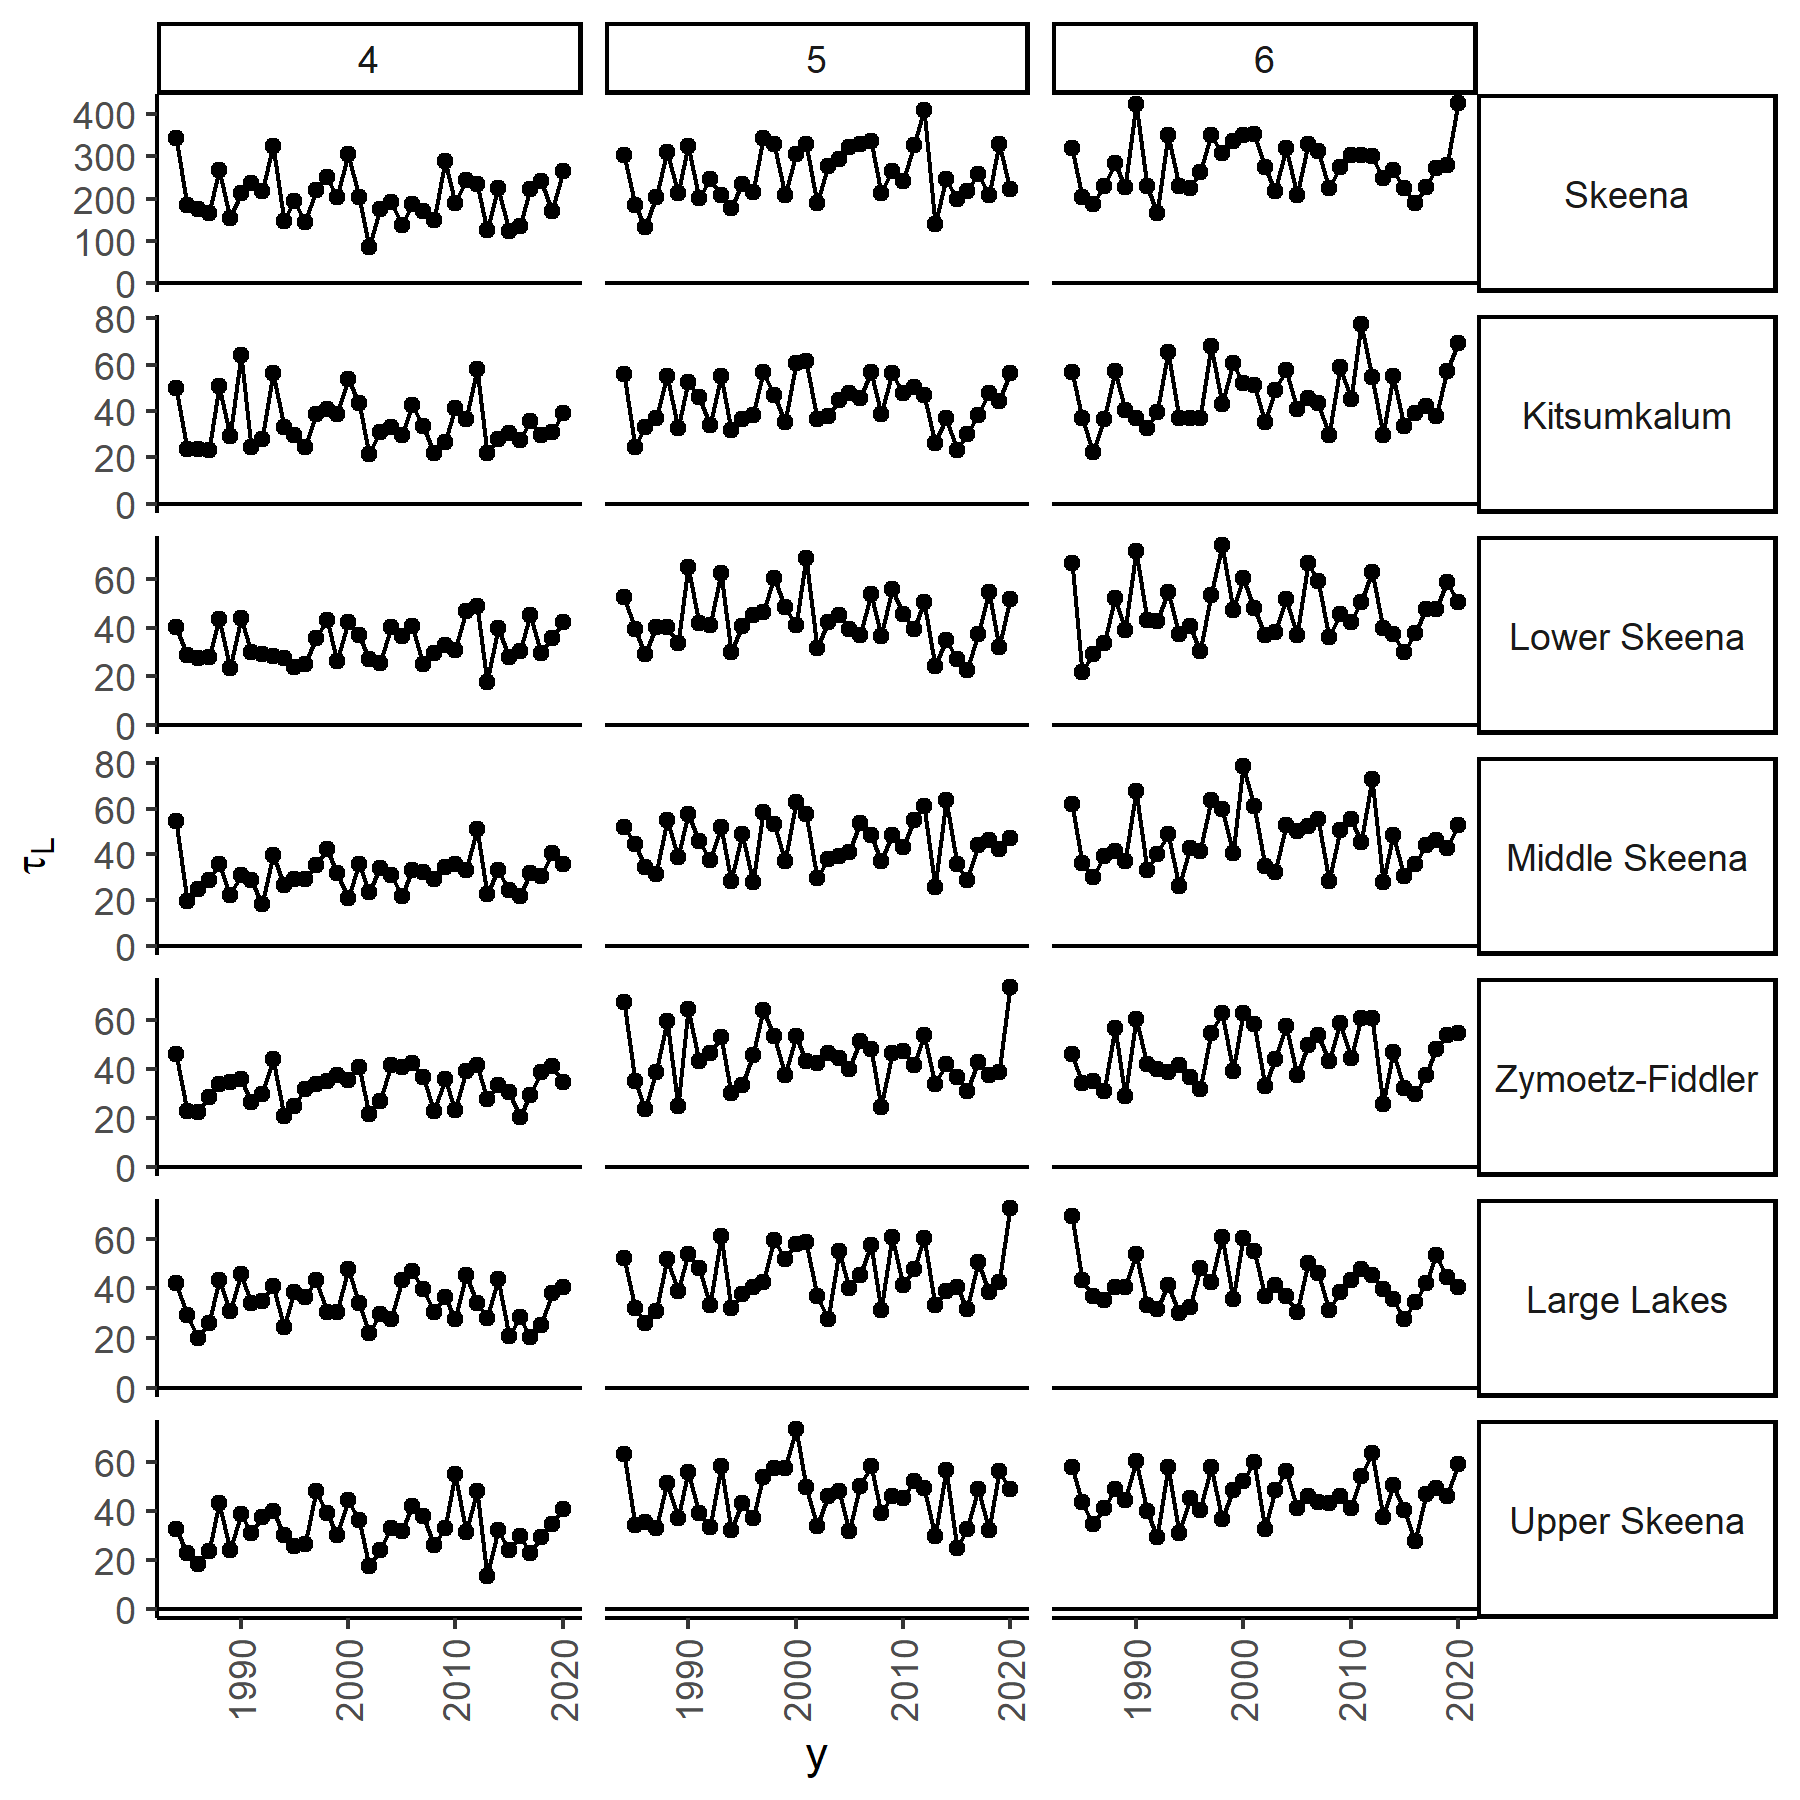 4 5 6
400
300
200
100
0
Skeena
80
60
40
20
0
Kitsumkalum
60
40
20
0
Lower Skeena
80
60
40
20
0
Middle Skeena
τL
60
40
20
0
Zymoetz-Fiddler
60
40
20
0
Large Lakes
60
40
20
0
Upper Skeena
1990 2000 2010 2020 1990 2000 2010 2020 1990 2000 2010 2020
y